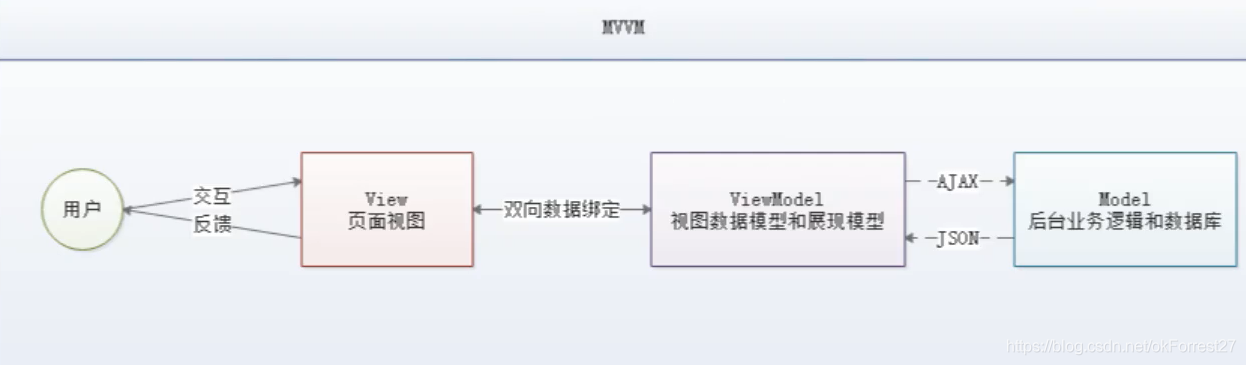 MVVM
用户
交互
反馈
View
页面视图
双向数据绑定
ViewModel
视图数据模型和展现模型
AJAX
JSON
Model
后台业务逻辑和数据库
https://blog.csdn.net/okForrest27